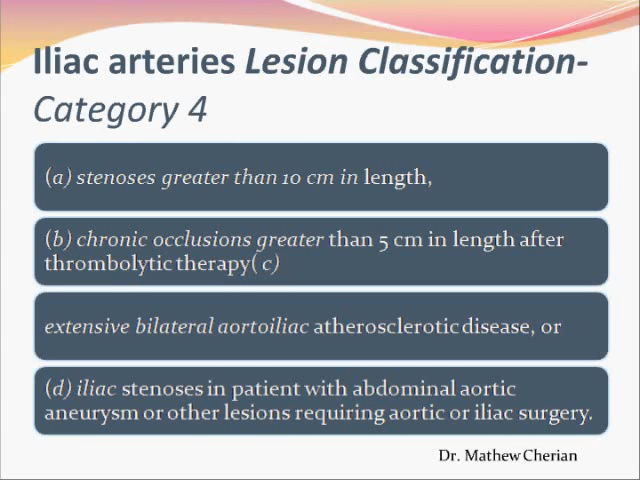 Iliac arteries Lesion Classification-
Category 4
(a) stenoses greater than 10 cm in length,
(b) chronic occlusions greater than 5 cm in length after
thrombolytic therapy( c)
extensive bilateral aortoiliac atherosclerotic disease, or
(d) iliac stenoses in patient with abdominal aortic
aneurysm or other lesions requiring aortic or iliac surgery.
Dr. Mathew Cherian